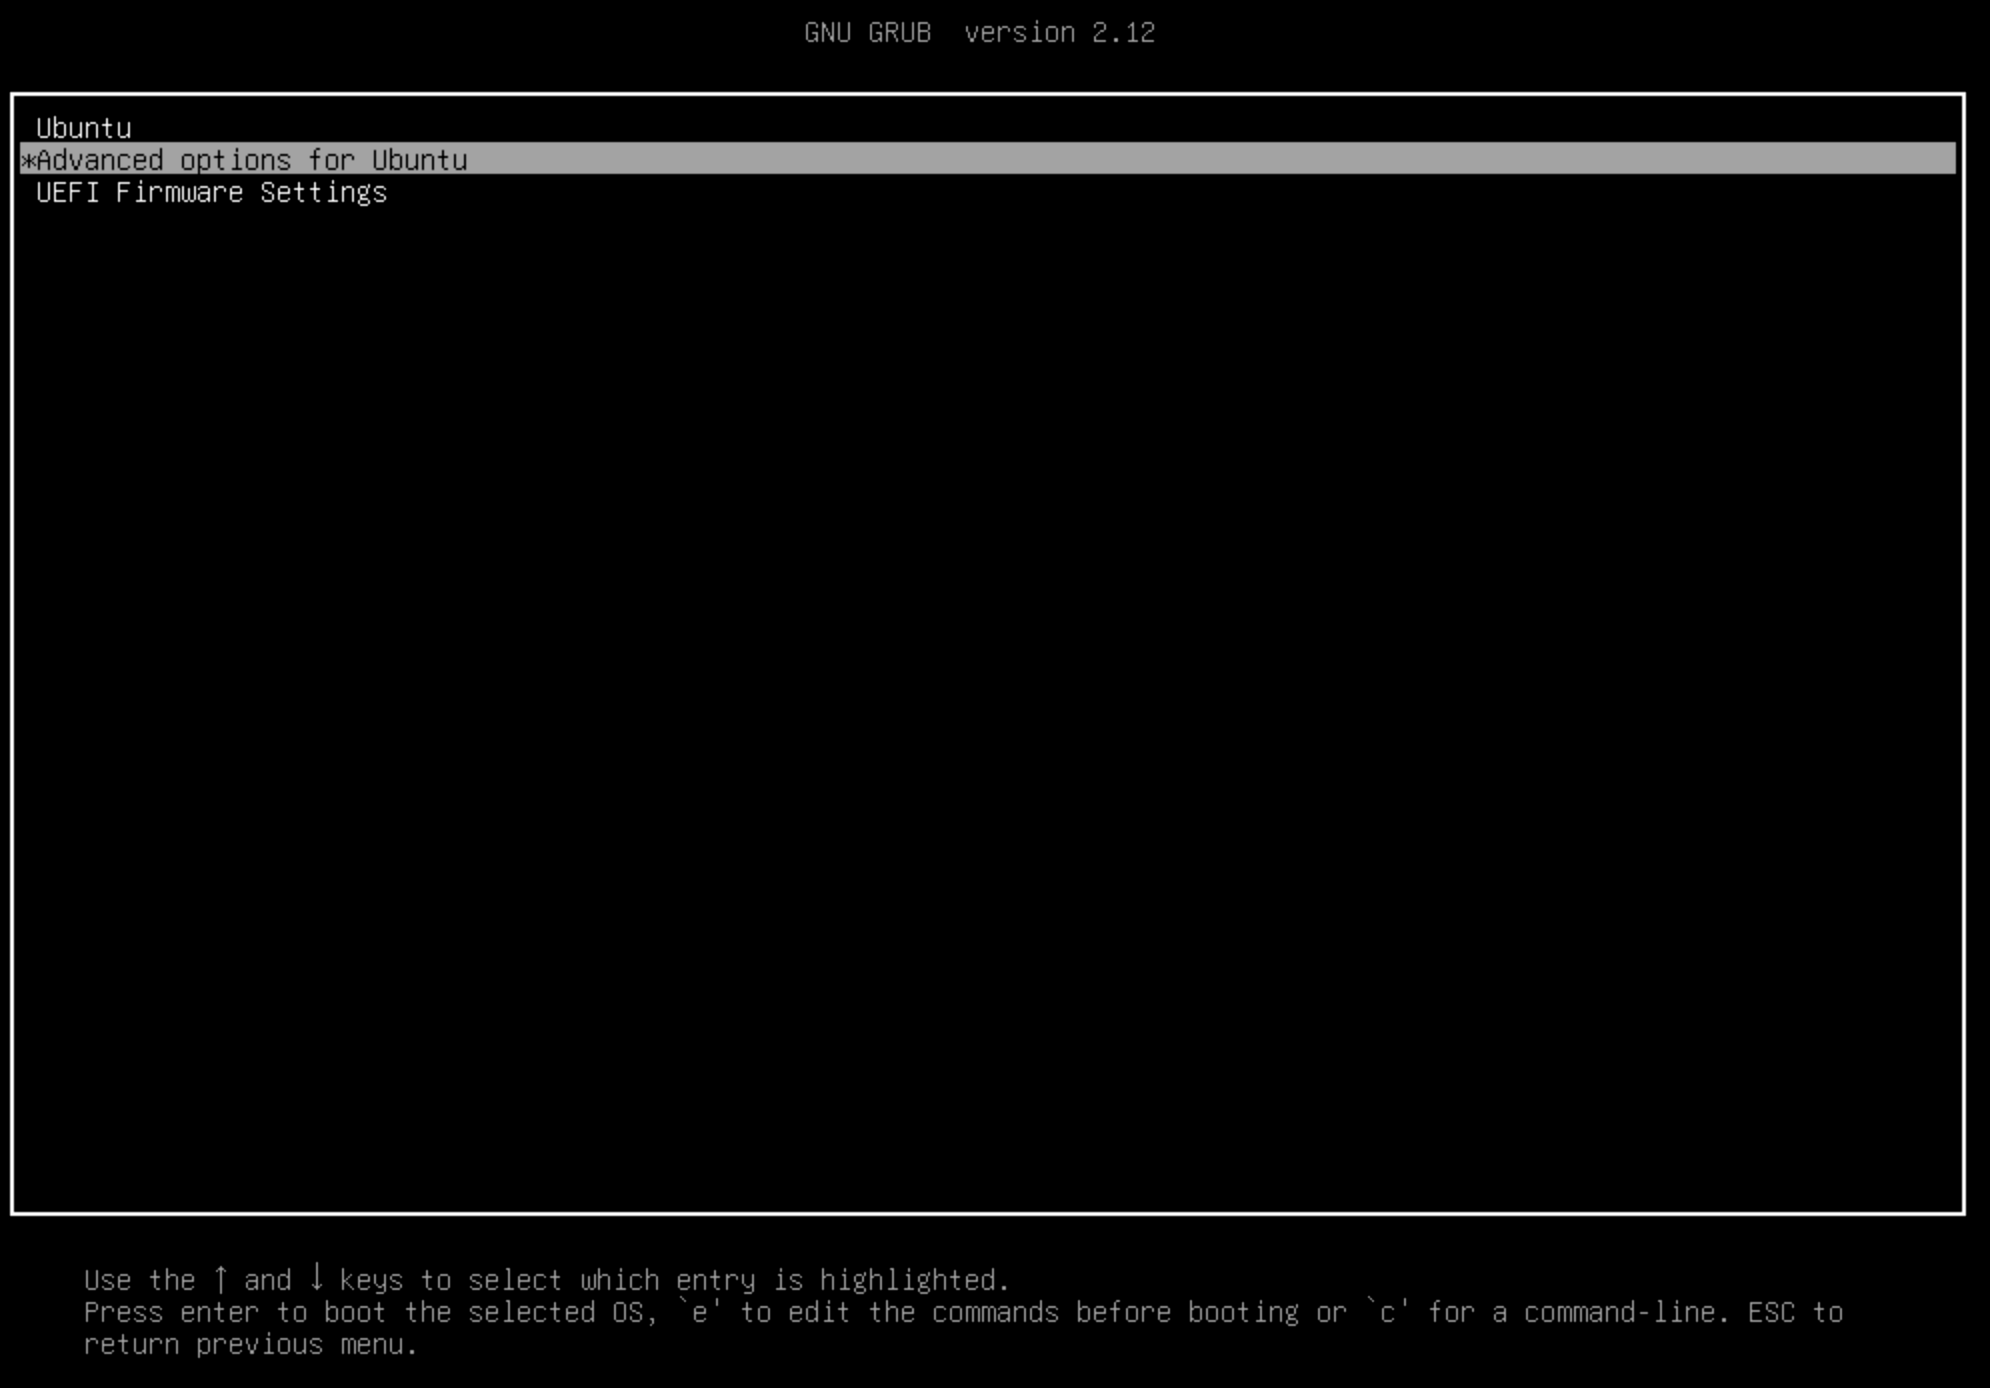 GNU GRUB  version 2.12
Ubuntu
*Advanced options for Ubuntu
UEFI Firmware Settings
Use the ↑ and ↓ keys to select which entry is highlighted.
Press enter to boot the selected OS, `e' to edit the commands before booting or `c' for a command-line. ESC to
return previous menu.